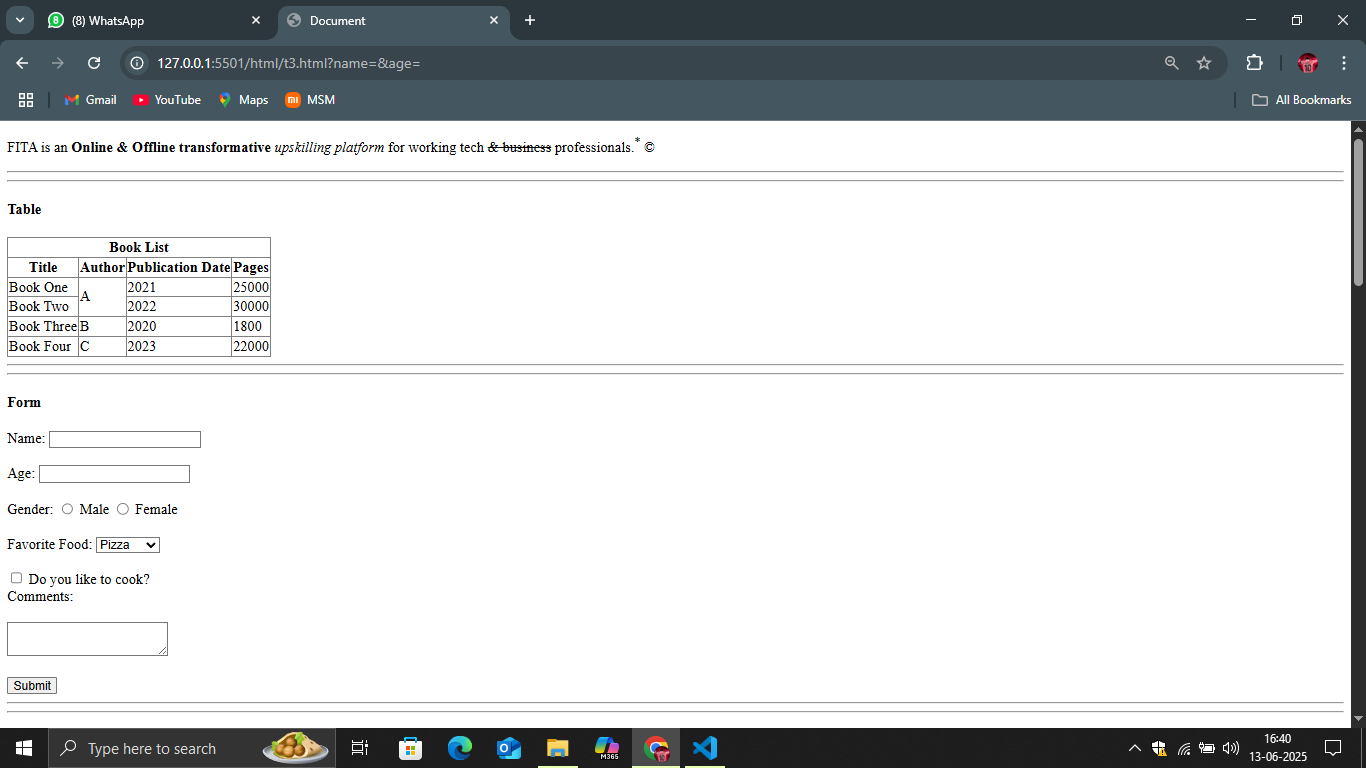 8 (8) WhatsApp
Document
127.0.0.1:5501/html/t3.html?name=&age=
Gmail YouTube Maps MSM All Bookmarks
FITA is an Online & Offline transformative upskilling platform for working tech & business professionals.* ©
Table
Book List
Title Author Publication Date Pages
Book One A 2021 25000
Book Two 2022 30000
Book Three B 2020 1800
Book Four C 2023 22000
Form
Name:
Age:
Gender: Male Female
Favorite Food: Pizza
Do you like to cook?
Comments:
Submit
Type here to search
M365
16:40
13-06-2025